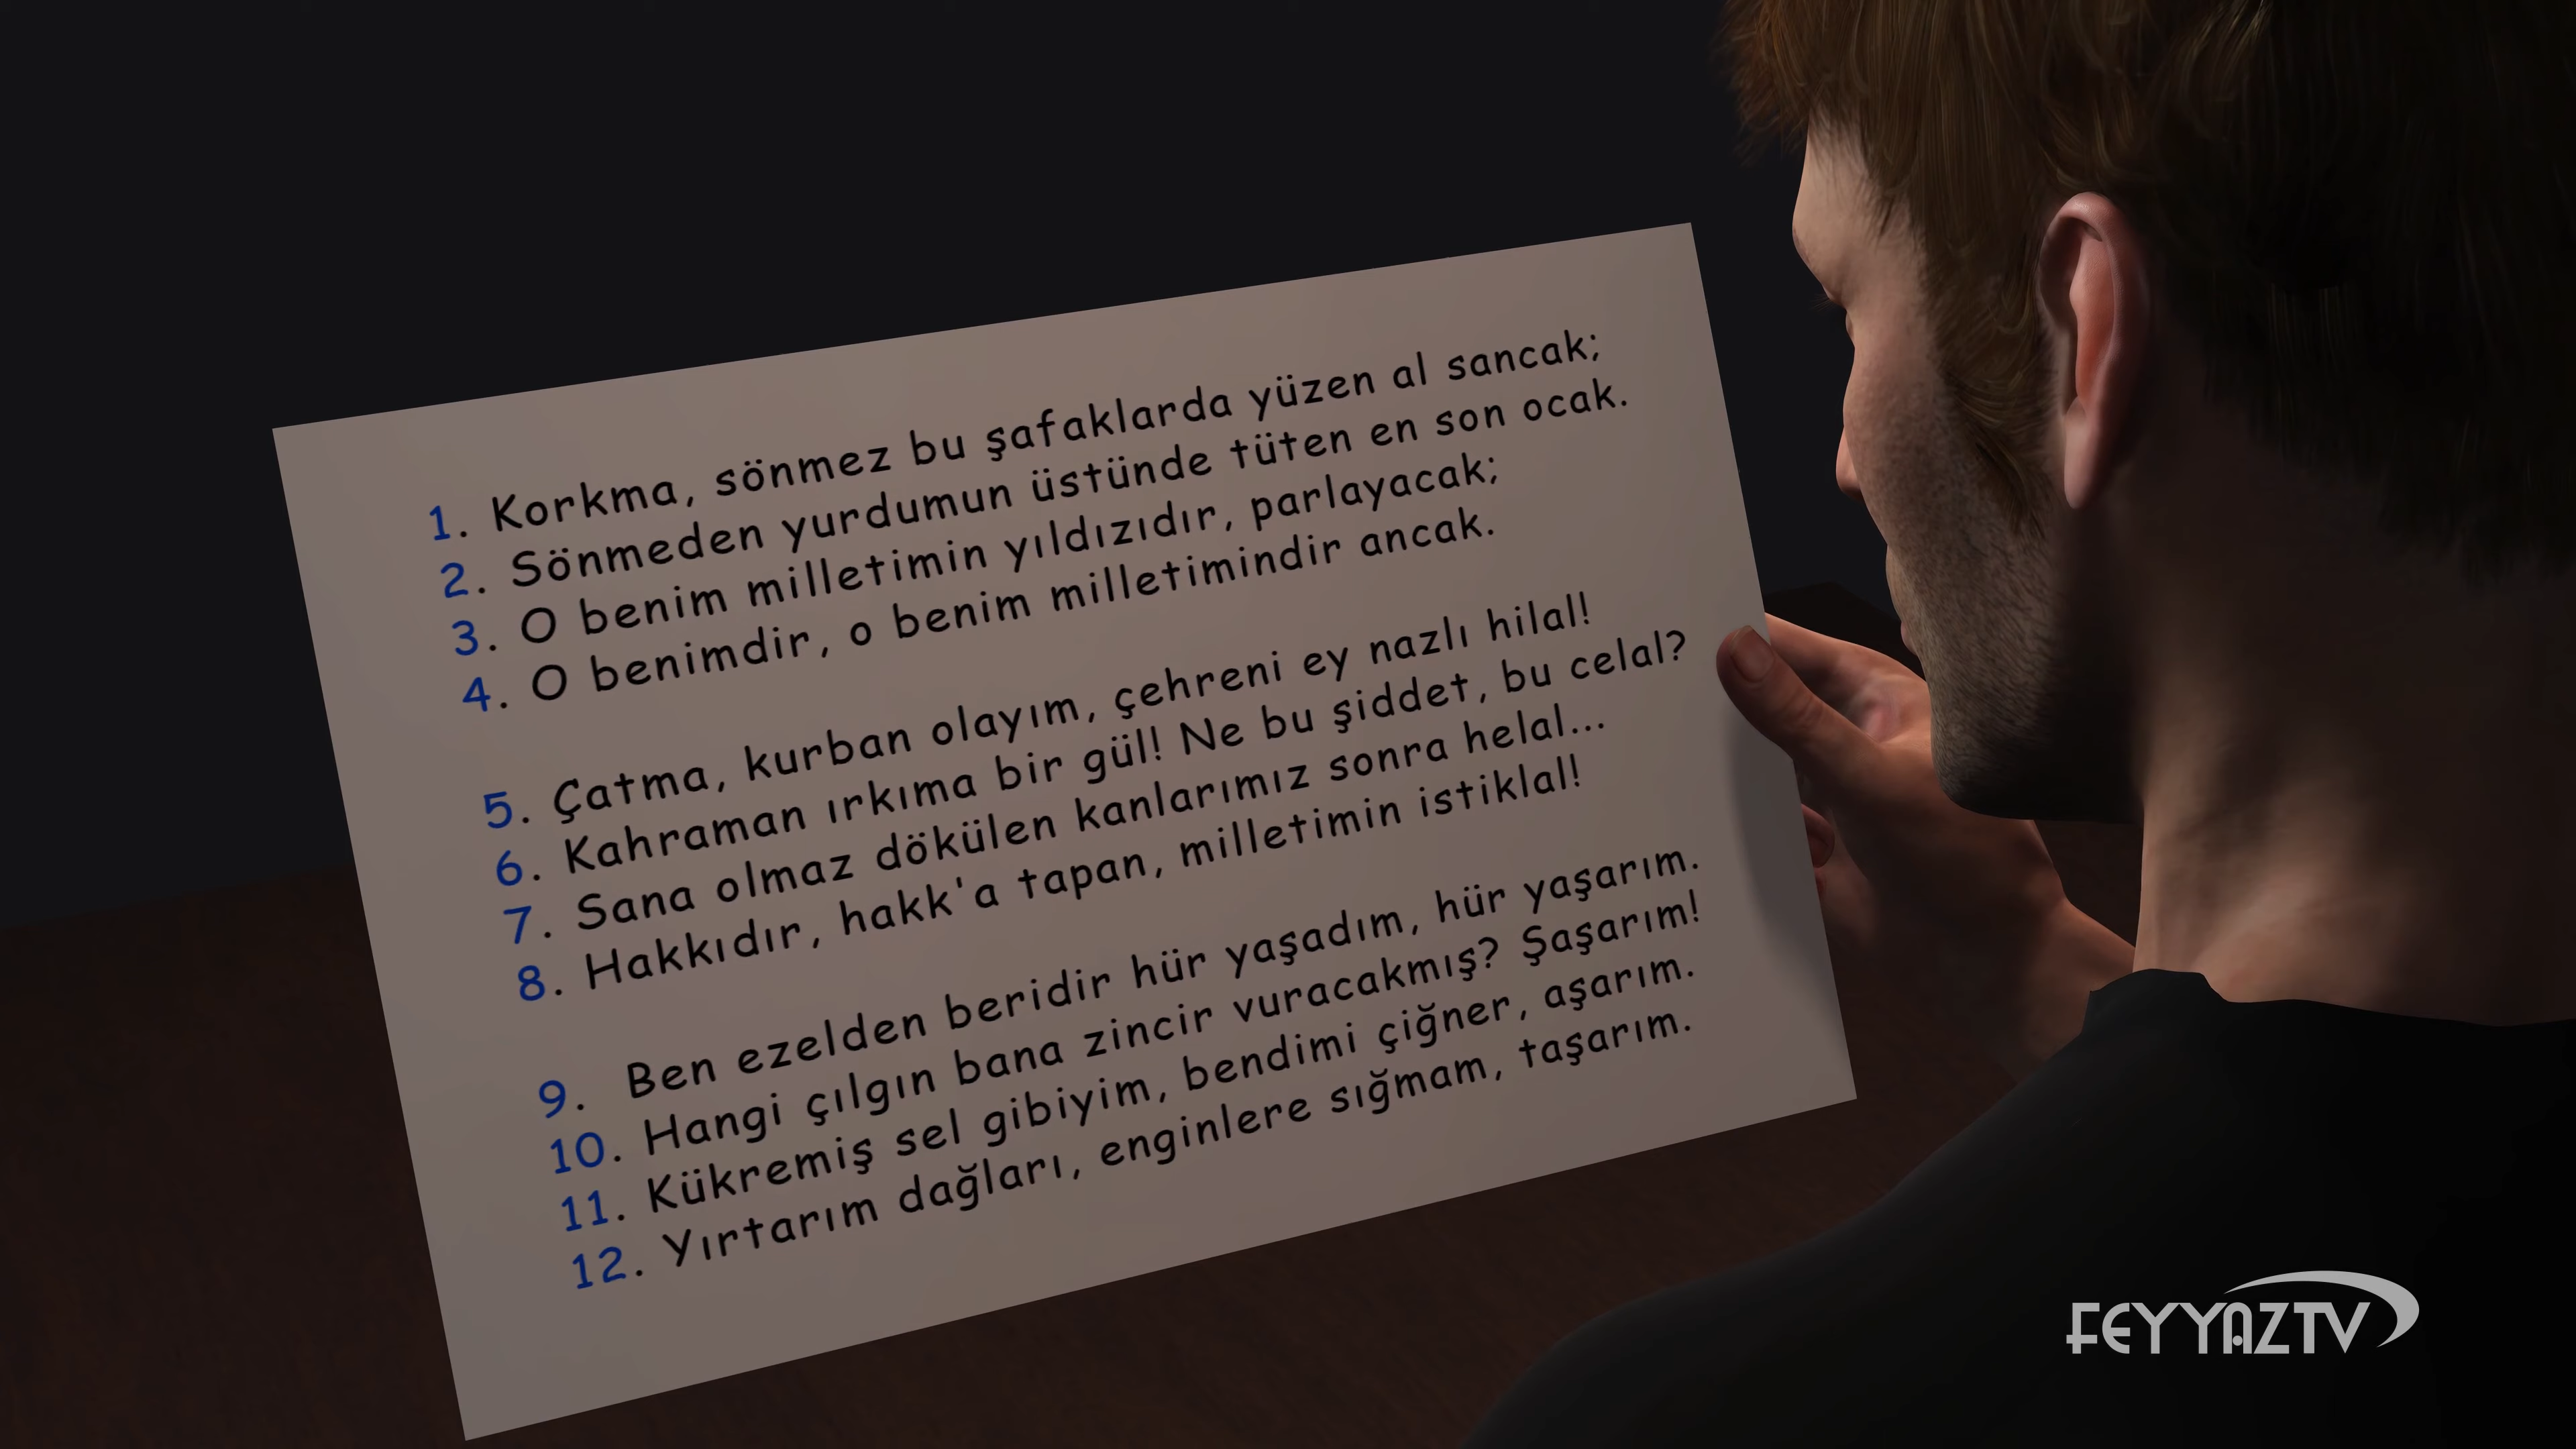 1. Korkma, sönmez bu şafaklarda yüzen al sancak;
2. Sönmeden yurdumun üstünde tüten en son ocak.
3. O benim milletimin yıldızıdır, parlayacak;
4. O benimdir, o benim milletimindir ancak.
5. Çatma, kurban olayım, çehreni ey nazlı hilal!
6. Kahraman ırkıma bir gül! Ne bu şiddet, bu celal?
7. Sana olmaz dökülen kanlarımız sonra helal...
8. Hakkıdır, hakk'a tapan, milletimin istiklal!
9. Ben ezelden beridir hür yaşadım, hür yaşarım.
10. Hangi çılgın bana zincir vuracakmış? Şaşarım!
11. Kükremiş sel gibiyim, bendimi çiğner, aşarım.
12. Yırtarım dağları, enginlere sığmam, taşarım.
FEYYAZTV